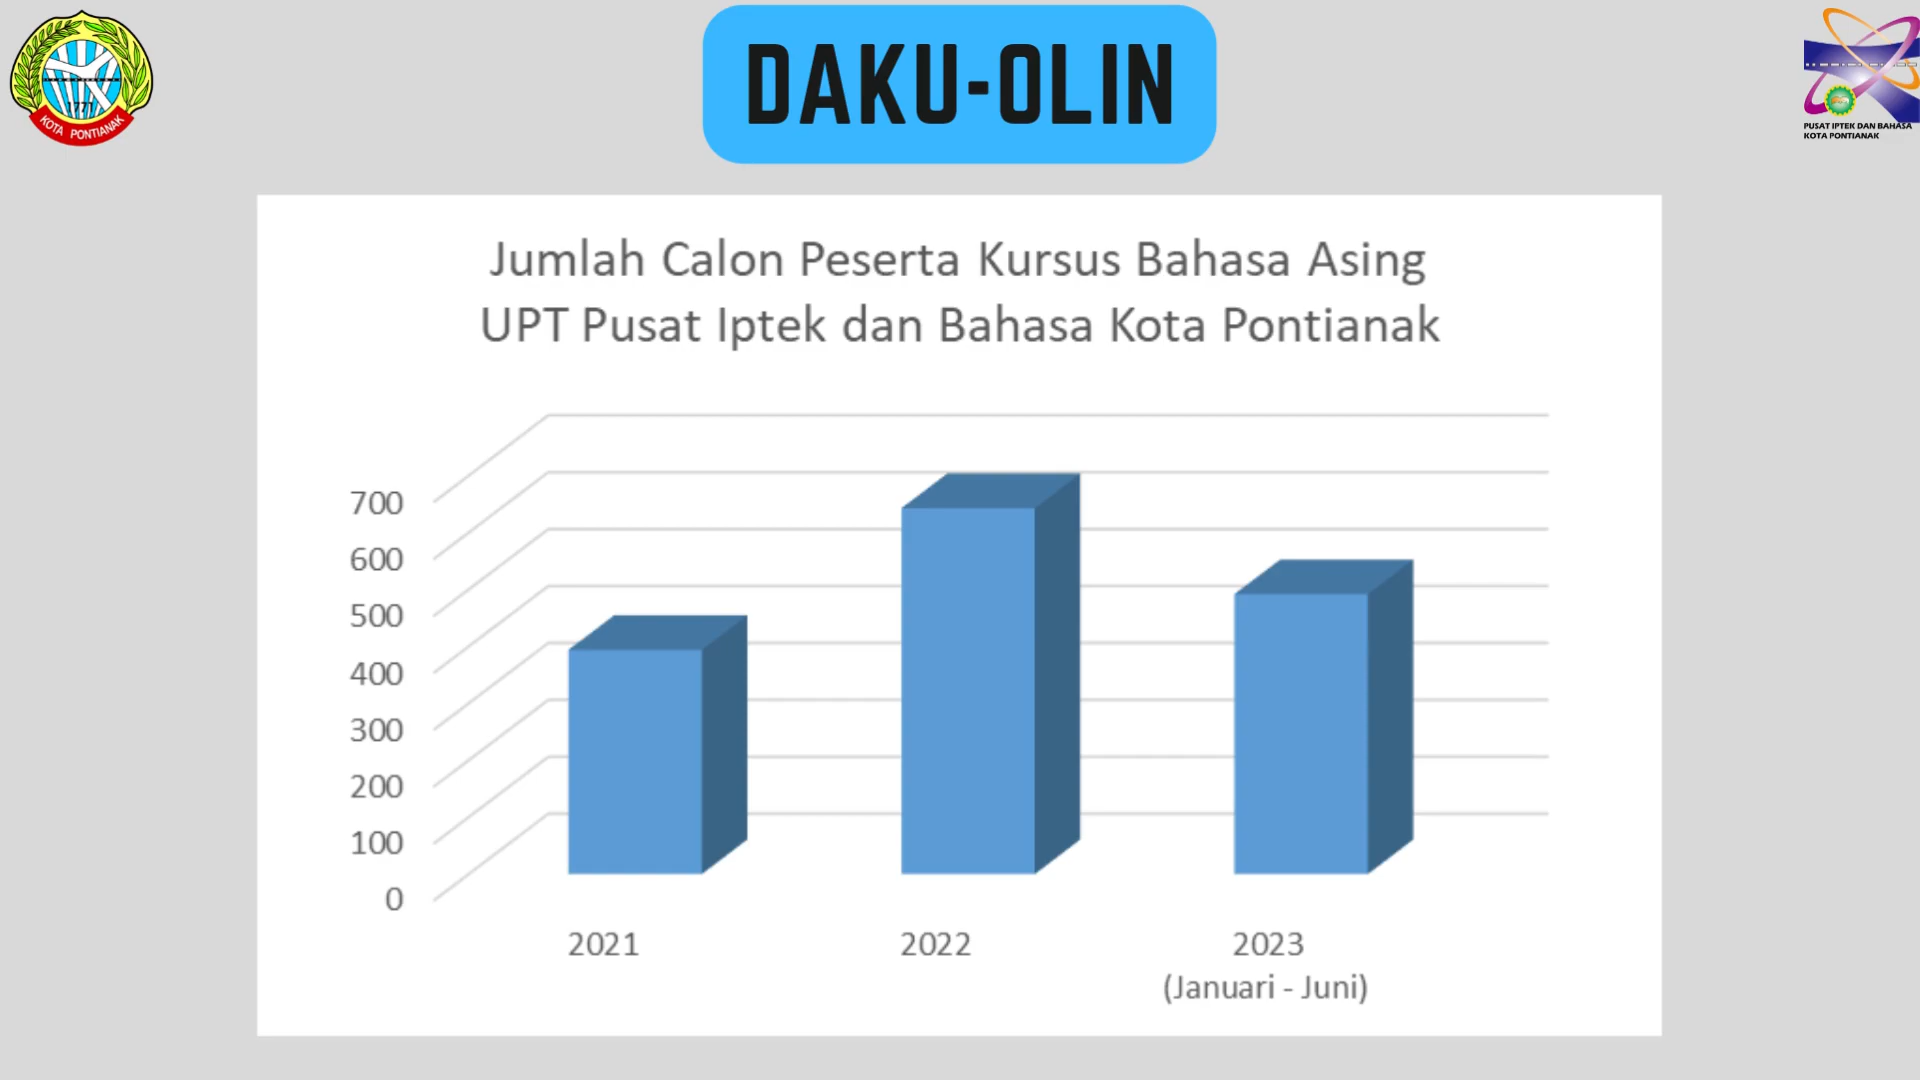 1771
KOTA PONTIANAK
DAKU-OLIN
PUSAT IPTEK DAN BAHASA
KOTA PONTIANAK
Jumlah Calon Peserta Kursus Bahasa Asing
UPT Pusat Iptek dan Bahasa Kota Pontianak
700
600
500
400
300
200
100
0
2021
2022
2023
(Januari - Juni)